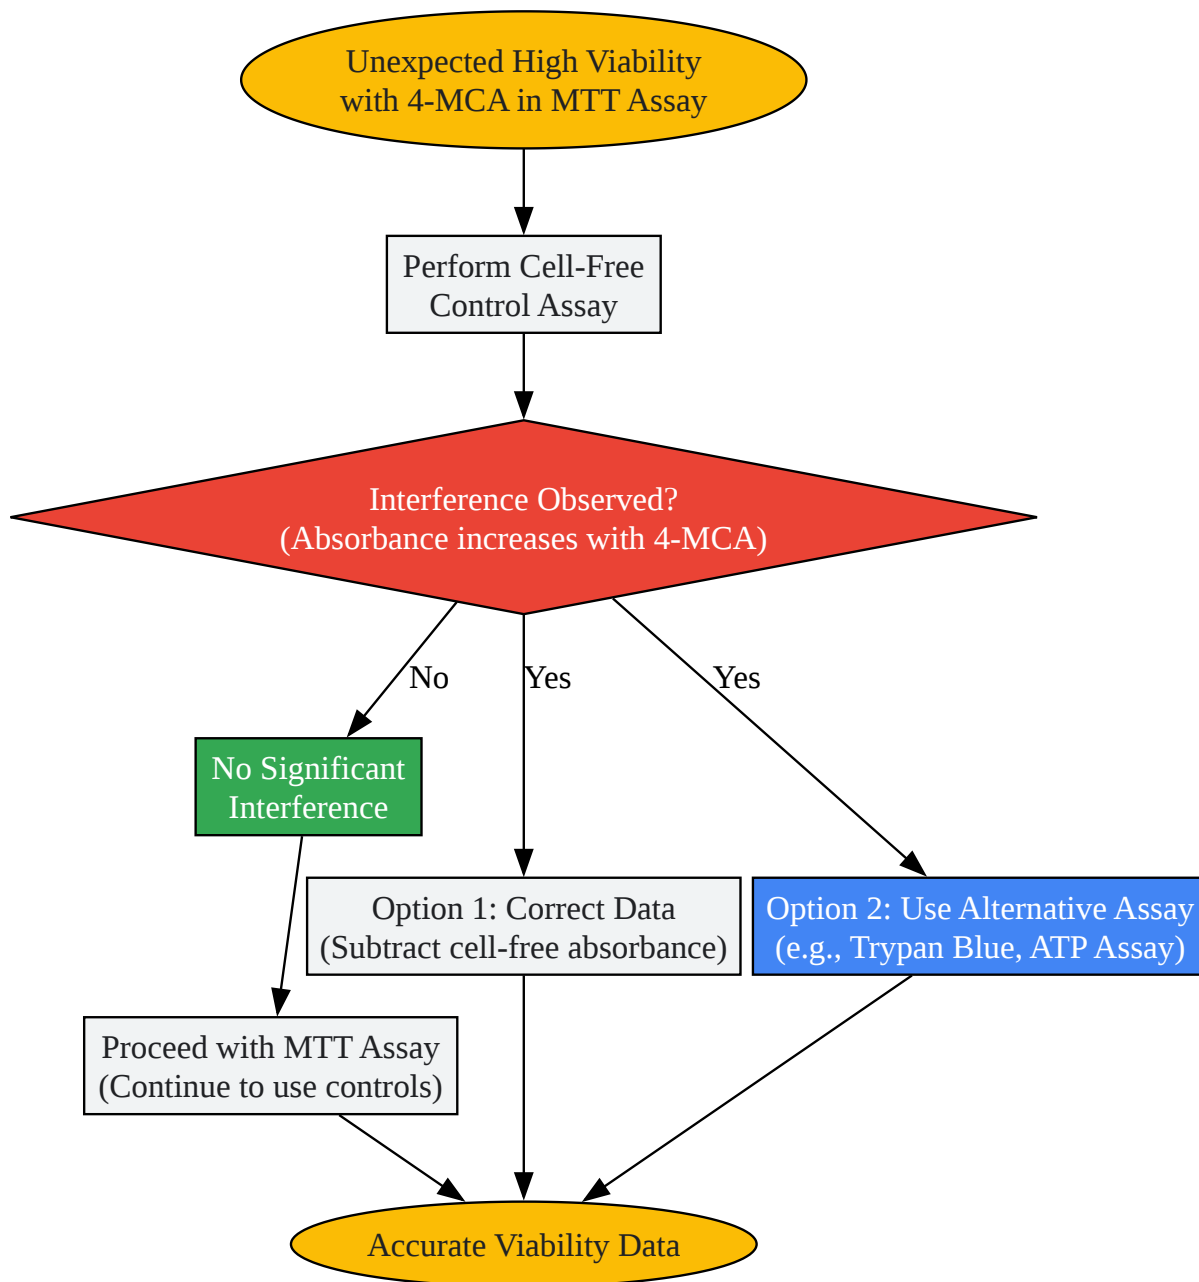 Unexpected High Viability
with 4-MCA in MTT Assay
Perform Cell-Free
Control Assay
Interference Observed?
(Absorbance increases with 4-MCA)
No
Yes
Yes
No Significant
Interference
Option 1: Correct Data
(Subtract cell-free absorbance)
Option 2: Use Alternative Assay
(e.g., Trypan Blue, ATP Assay)
Proceed with MTT Assay
(Continue to use controls)
Accurate Viability Data